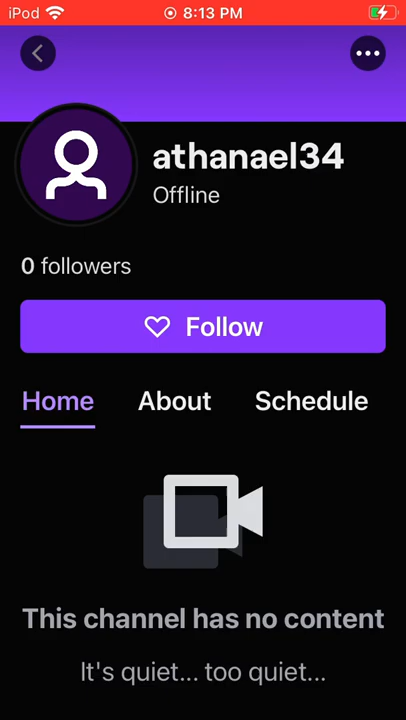 iPod 8:13 PM
athanael34
Offline
0 followers
Follow
Home About Schedule
This channel has no content
It's quiet... too quiet...